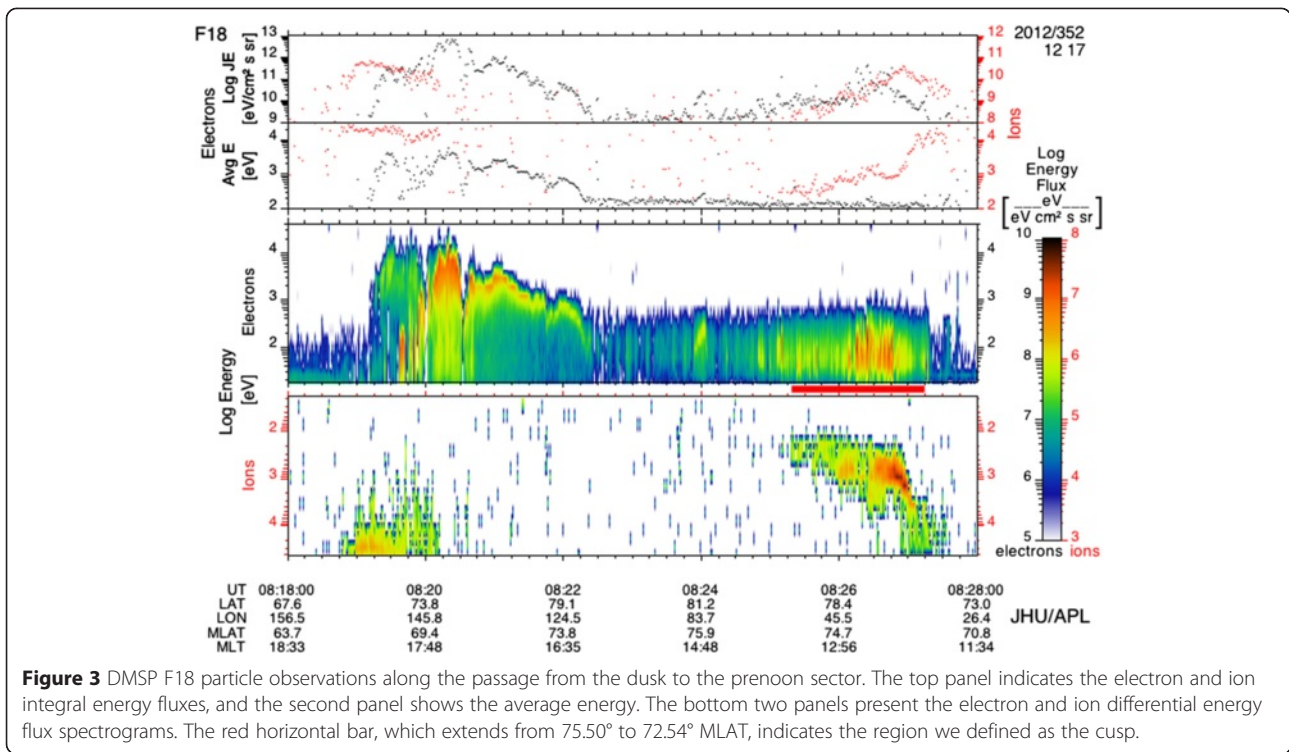 F18
2012/352
12 17
Electrons
Log JE
[eV/cm² s sr]
13
12
11
10
9
12
11
10
9
8
Ions
Avg E
[eV]
4
3
2
4
3
2
Log
Energy
Flux
[ eV ]
eV cm² s sr
10 8
9 7
8 6
7 5
6 4
5 3
electrons ions
Log Energy
[eV]
Electrons
4
3
2
4
3
2
Ions
2
3
4
2
3
4
UT 08:18:00 08:20 08:22 08:24 08:26 08:28:00
LAT 67.6 73.8 79.1 81.2 78.4 73.0
LON 156.5 145.8 124.5 83.7 45.5 26.4
MLAT 63.7 69.4 73.8 75.9 74.7 70.8
MLT 18:33 17:48 16:35 14:48 12:56 11:34
JHU/APL
Figure 3 DMSP F18 particle observations along the passage from the dusk to the prenoon sector. The top panel indicates the electron and ion
integral energy fluxes, and the second panel shows the average energy. The bottom two panels present the electron and ion differential energy
flux spectrograms. The red horizontal bar, which extends from 75.50° to 72.54° MLAT, indicates the region we defined as the cusp.